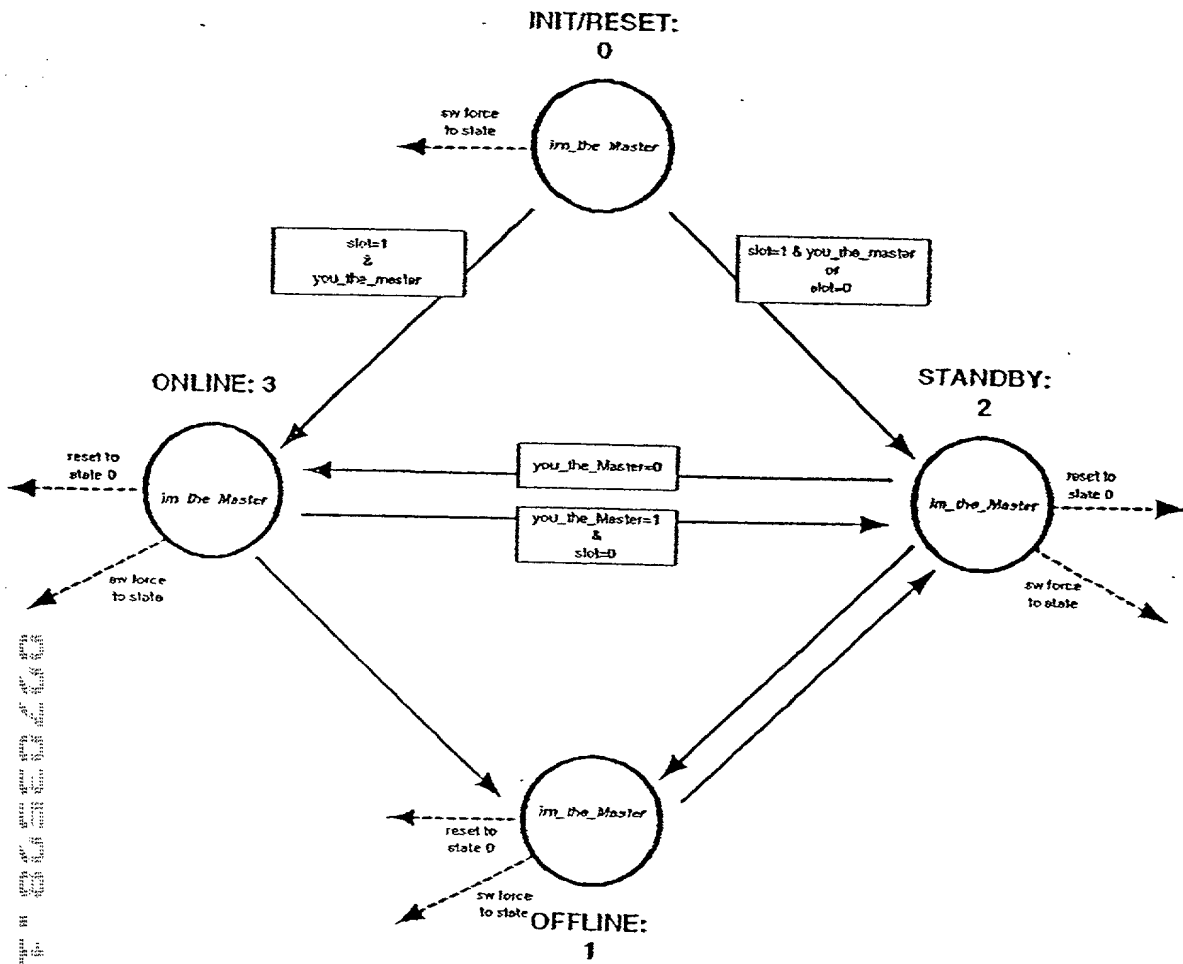 INIT/RESET:
0
sw force
to state
im_the Master
slot=1
&
you_the_master
slot=1 & you_the_master
or
slot=0
ONLINE: 3
STANDBY:
2
reset to
state 0
im the Master
sw force
to state
you_the_Master=0
you_the_Master=1
&
slot=0
im_the_Master
reset to
state 0
sw force
to state
im_the_Master
reset to
state 0
sw force
to state
OFFLINE:
1